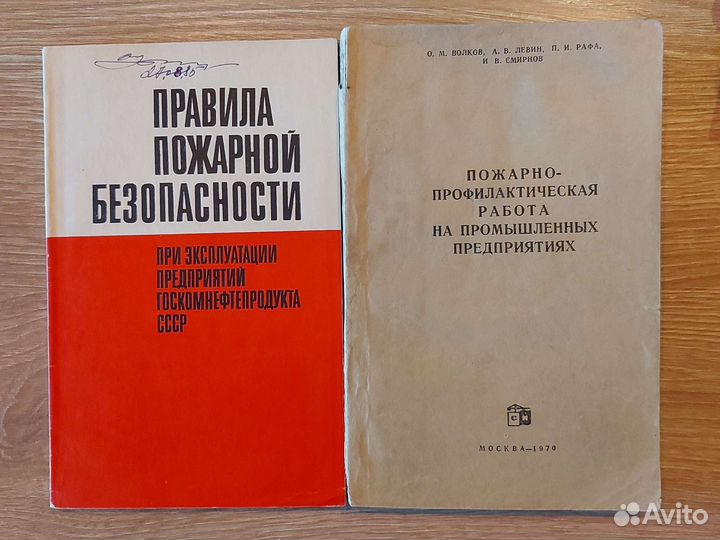 ПРАВИЛА
ПОЖАРНОЙ
БЕЗОПАСНОСТИ
ПРИ ЭКСПЛУАТАЦИИ
ПРЕДПРИЯТИЙ
ГОСКОМНЕФТЕПРОДУКТА
СССР
О. М. ВОЛКОВ, А. В. ЛЕВИН, П. И. РАФА,
И В. СМИРНОВ
ПОЖАРНО-
ПРОФИЛАКТИЧЕСКАЯ
РАБОТА
НА ПРОМЫШЛЕННЫХ
ПРЕДПРИЯТИЯХ
МОСКВА—1970
Avito